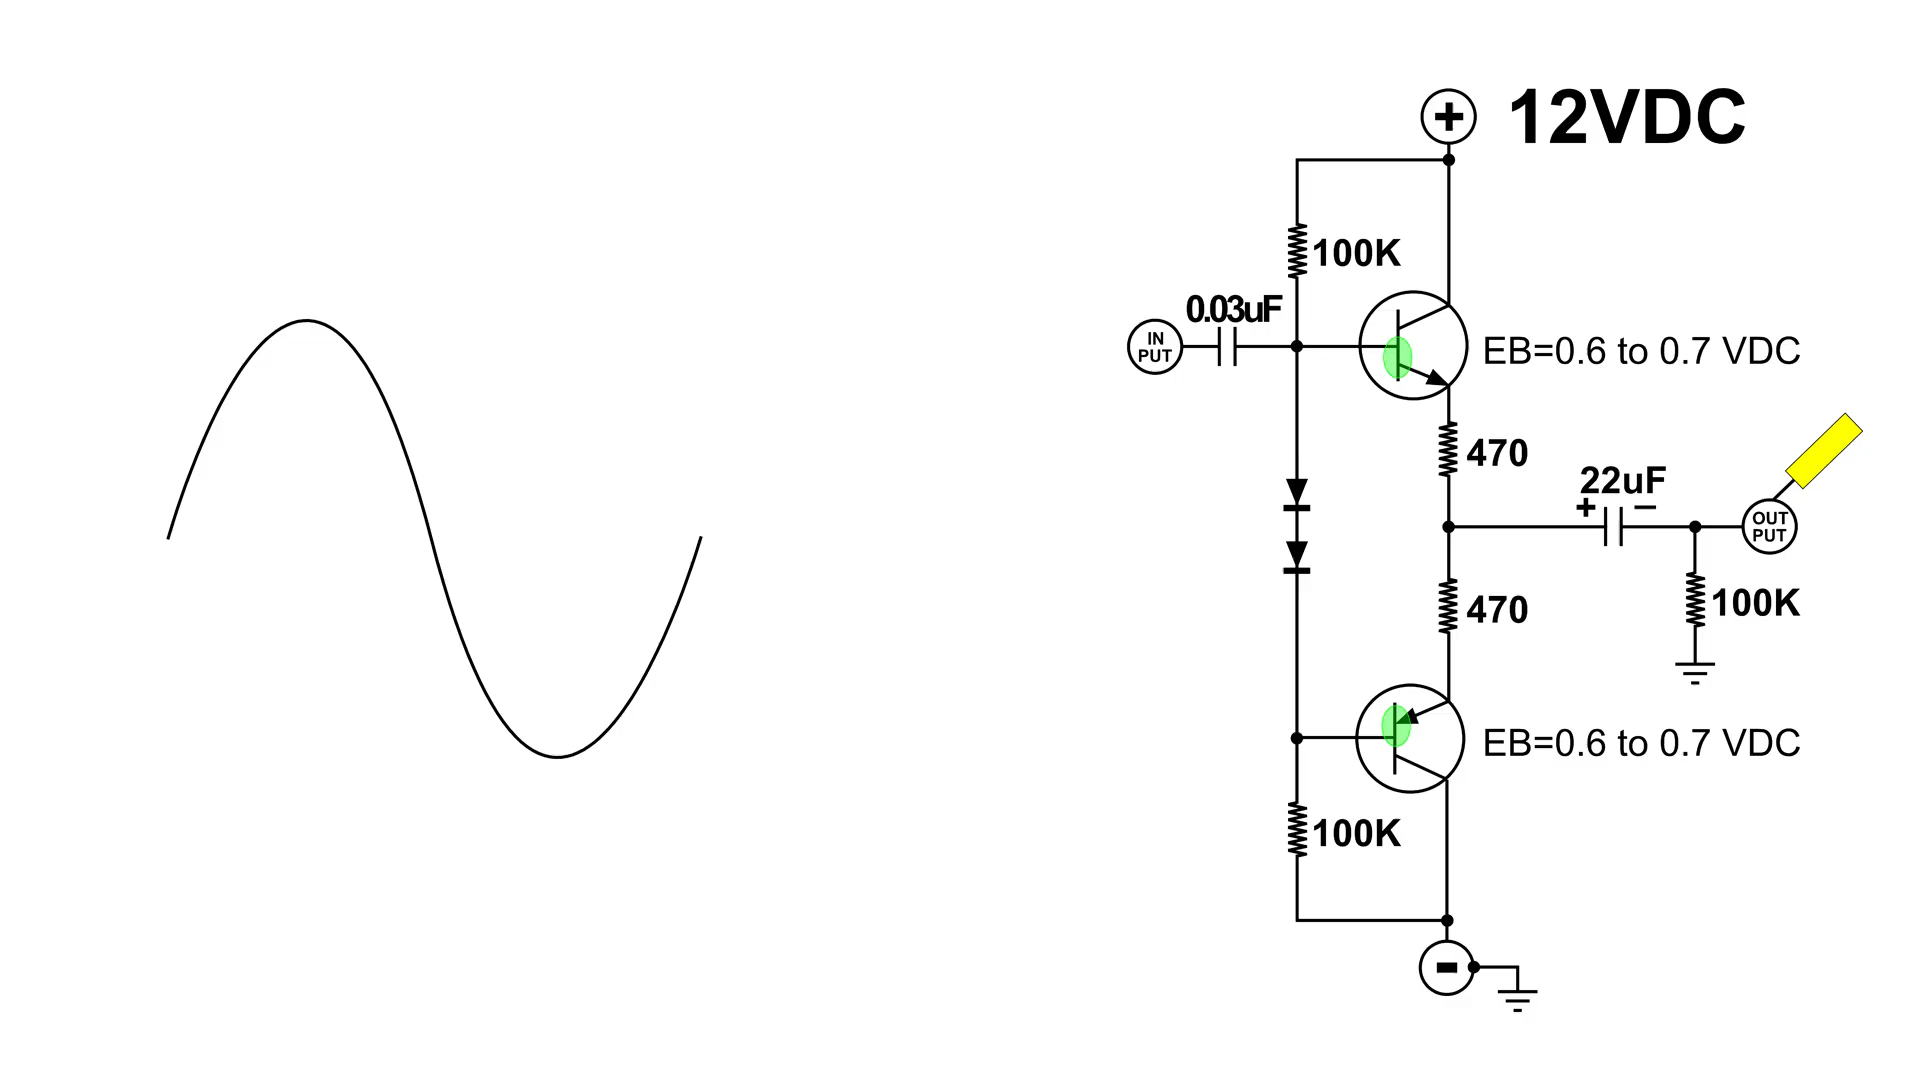 + 12VDC
100K
0.03uF
IN
PUT
EB=0.6 to 0.7 VDC
470
22uF
+ −
OUT
PUT
100K
470
EB=0.6 to 0.7 VDC
100K
-